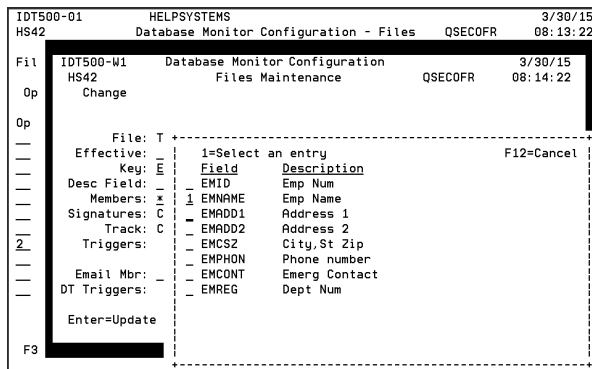 IDT500-01 HELPSYSTEMS 3/30/15
HS42 Database Monitor Configuration - Files QSECOFR 08:13:22
Fil IDT500-W1 Database Monitor Configuration 3/30/15
HS42 Files Maintenance QSECOFR 08:14:22
Op Change
Op
File: T
Effective: _ 1=Select an entry F12=Cancel
Key: E Field Description
Desc Field: _ _ EMID Emp Num
Members: * 1 EMNAME Emp Name
Signatures: C _ EMADD1 Address 1
Track: C _ EMADD2 Address 2
2 Triggers: _ EMCSZ City,St Zip
_ EMPHON Phone number
Email Mbr: _ _ EMCONT Emerg Contact
DT Triggers: _ EMREG Dept Num
Enter=Update
F3